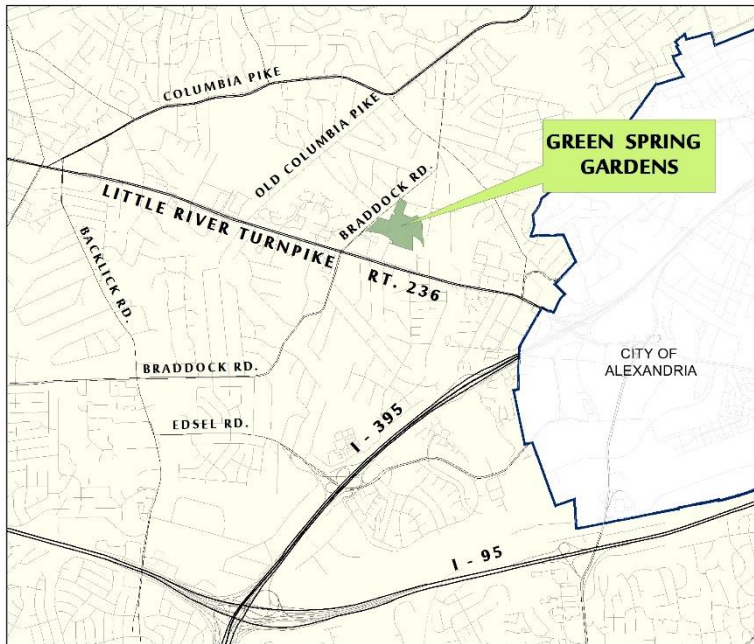 COLUMBIA PIKE
OLD COLUMBIA PIKE
GREEN SPRING
GARDENS
BRADDOCK RD.
LITTLE RIVER TURNPIKE
RT. 236
BACKLICK RD.
CITY OF
ALEXANDRIA
BRADDOCK RD.
EDSEL RD.
I - 395
I - 95